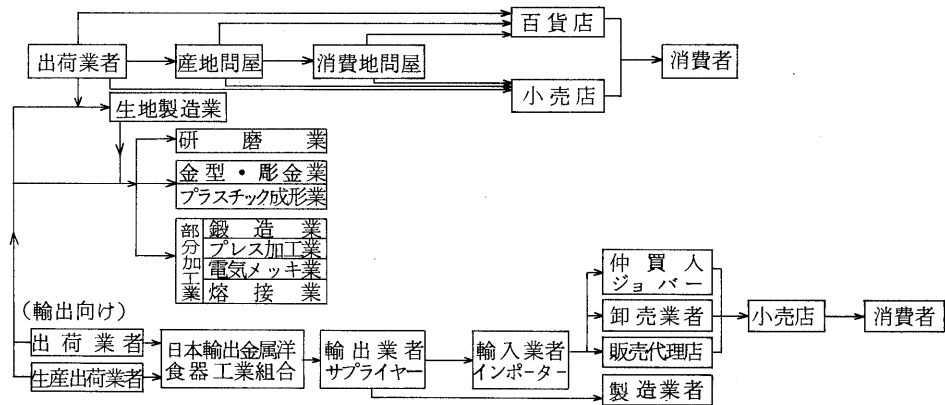 百貨店
出荷業者
産地問屋
消費地問屋
消費者
小売店
生地製造業
研磨業
金型・彫金業
プラスチック成形業
部分加工業
鍛造業
プレス加工業
電気メッキ業
熔接業
(輸出向け)
出荷業者
生産出荷業者
日本輸出金属洋
食器工業組合
輸出業者
サプライヤー
輸入業者
インポーター
仲買人
ジョバー
卸売業者
販売代理店
製造業者
小売店
消費者